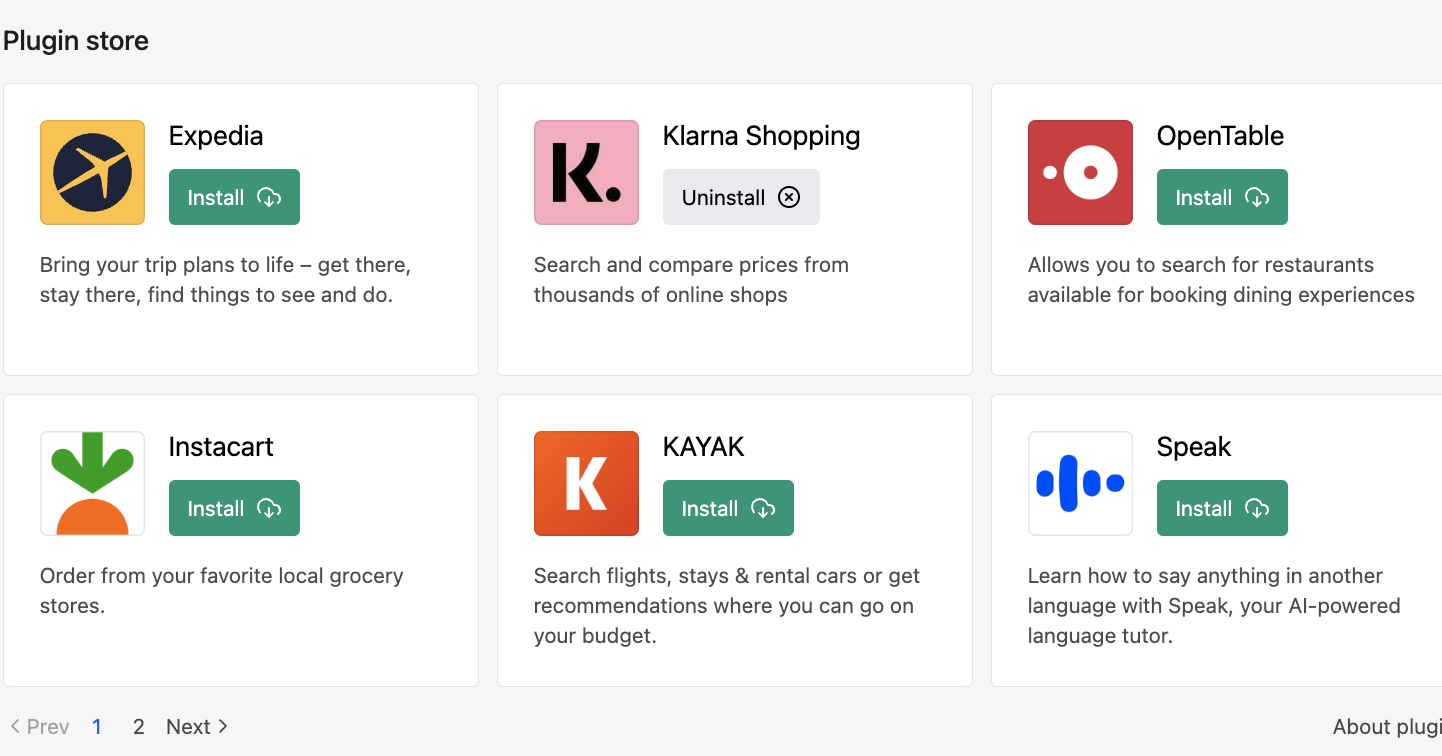 Plugin store
Expedia
Install
Bring your trip plans to life – get there,
stay there, find things to see and do.
K.
Klarna Shopping
Uninstall
Search and compare prices from
thousands of online shops
OpenTable
Install
Allows you to search for restaurants
available for booking dining experiences
Instacart
Install
Order from your favorite local grocery
stores.
K
KAYAK
Install
Search flights, stays & rental cars or get
recommendations where you can go on
your budget.
Speak
Install
Learn how to say anything in another
language with Speak, your AI-powered
language tutor.
Prev 1 2 Next
About plugi